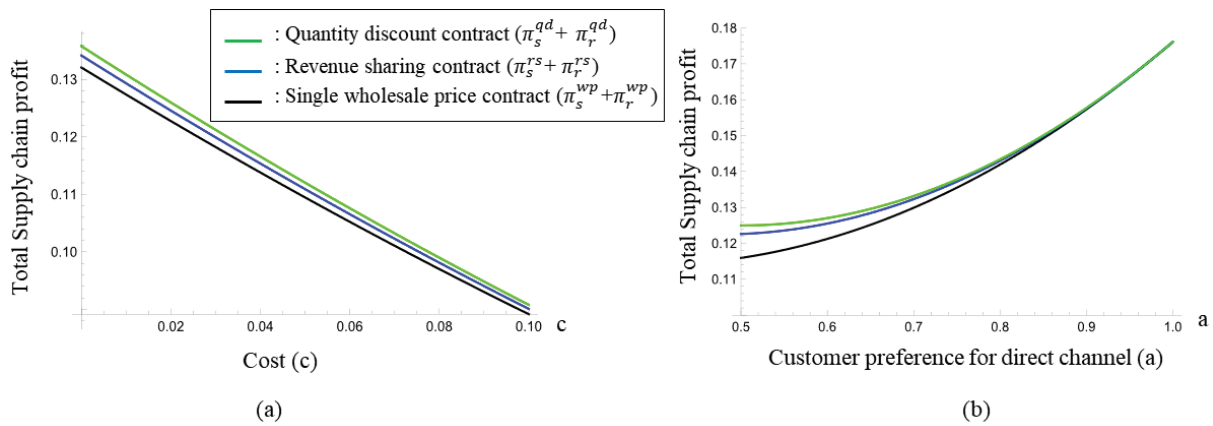 : Quantity discount contract (π_s^{qd} + π_r^{qd})
: Revenue sharing contract (π_s^{rs} + π_r^{rs})
: Single wholesale price contract (π_s^{wp} + π_r^{wp})
Total Supply chain profit
0.13
0.12
0.11
0.10
0.02 0.04 0.06 0.08 0.10 c
Cost (c)
(a)
Total Supply chain profit
0.18
0.17
0.16
0.15
0.14
0.13
0.12
0.11
0.5 0.6 0.7 0.8 0.9 1.0 a
Customer preference for direct channel (a)
(b)